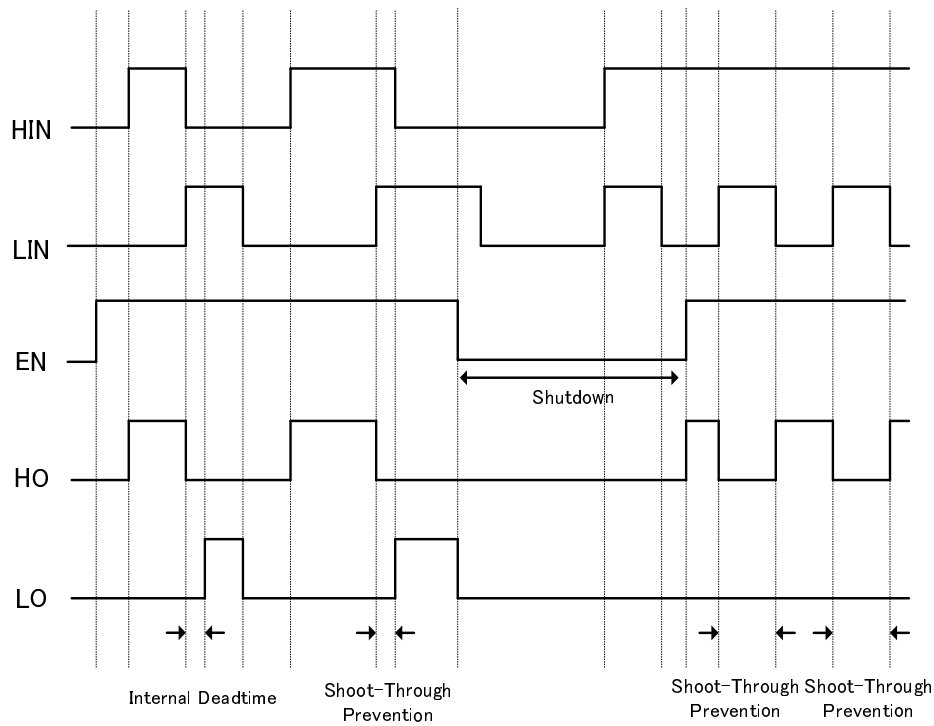 HIN
LIN
EN
Shutdown
HO
LO
Internal Deadtime
Shoot-Through
Prevention
Shoot-Through
Prevention
Shoot-Through
Prevention